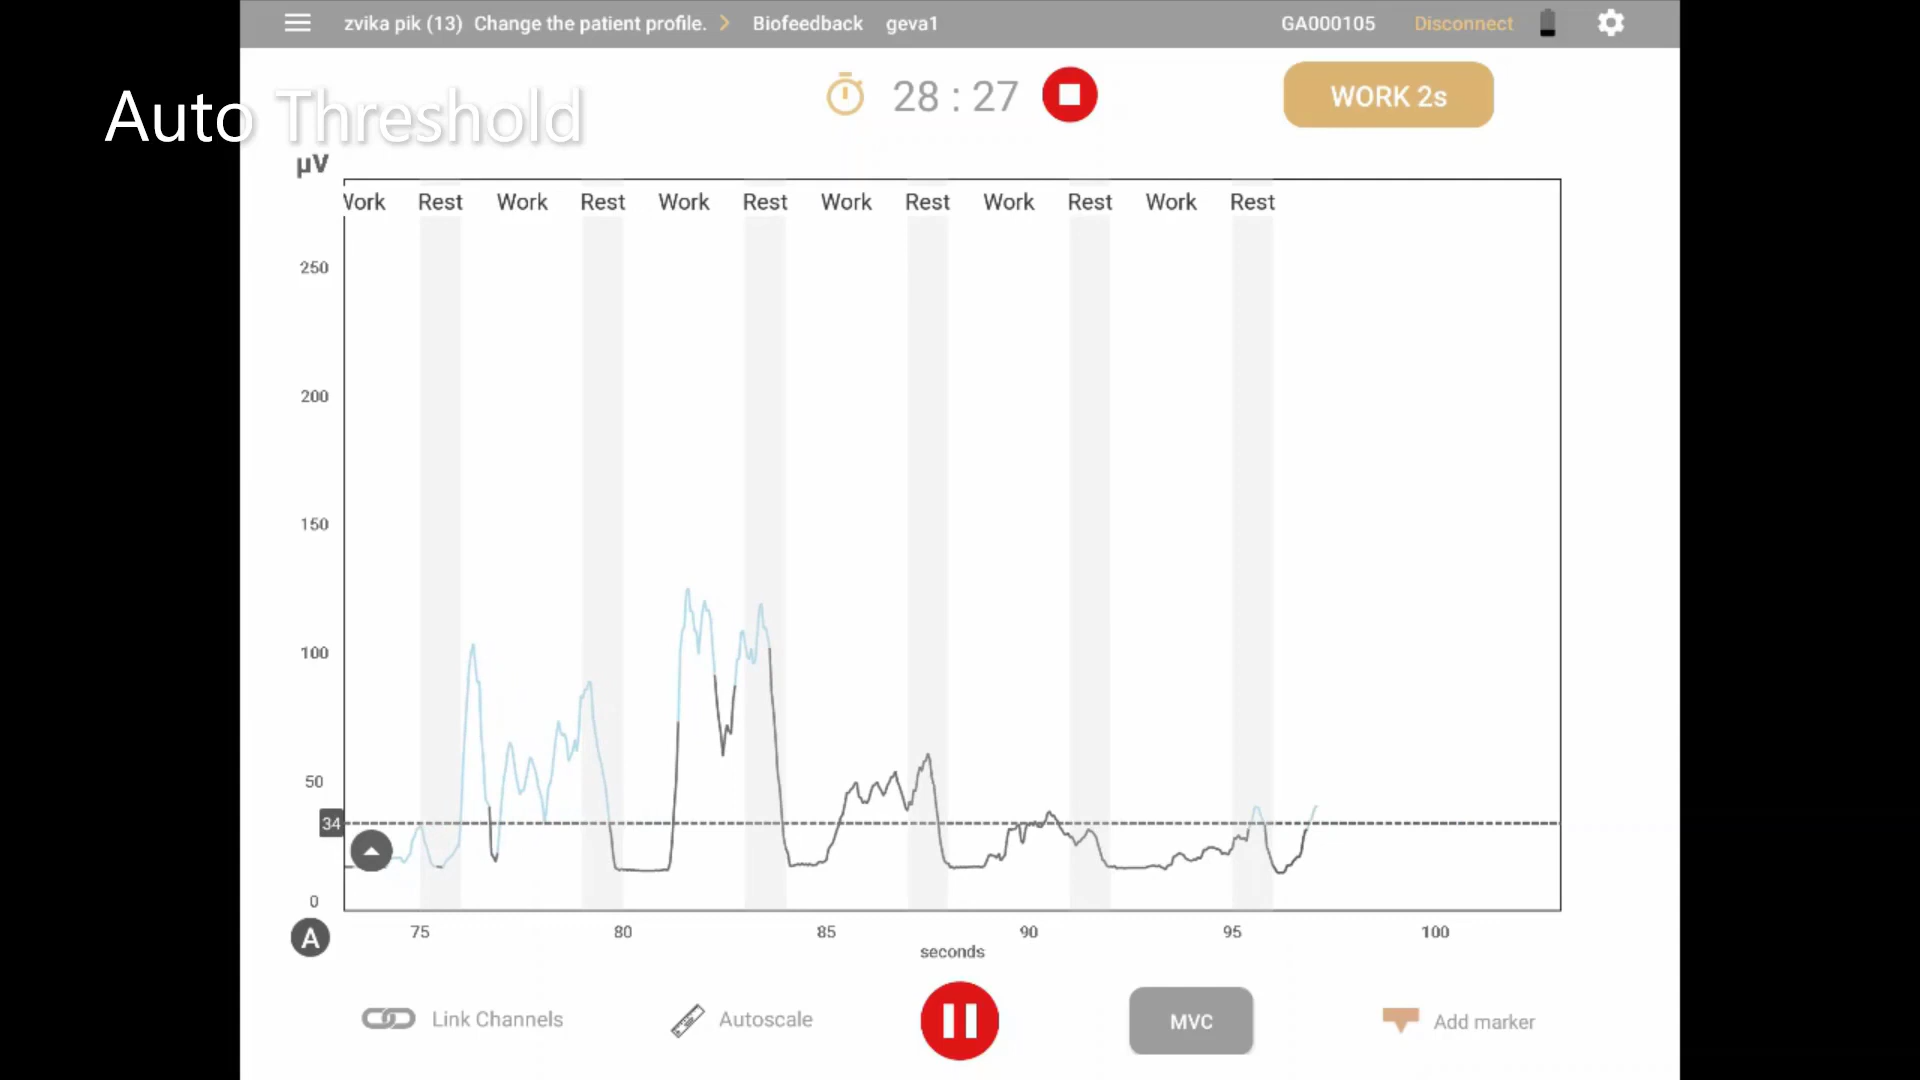 zvika pik (13) Change the patient profile. > Biofeedback geva1 GA000105 Disconnect
Auto Threshold
28 : 27
WORK 2s
µV
Work Rest Work Rest Work Rest Work Rest Work Rest Work Rest
250
200
150
100
50
34
0
A
75 80 85 90 95 100
seconds
Link Channels Autoscale MVC Add marker